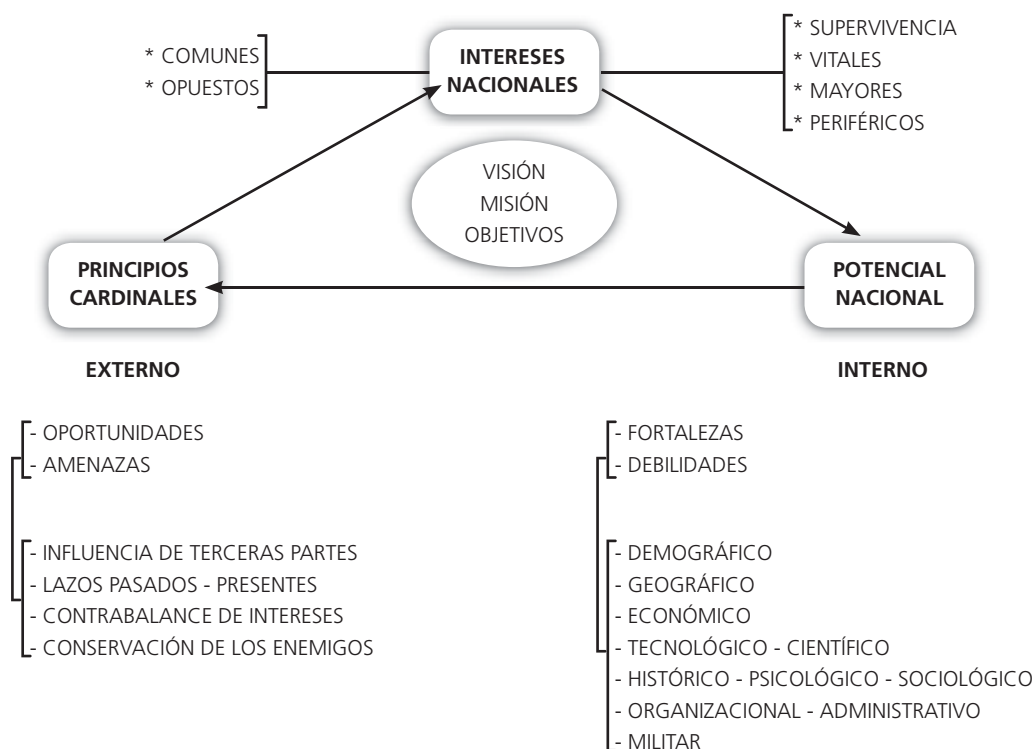 * COMUNES
* OPUESTOS
INTERESES
NACIONALES
* SUPERVIVENCIA
* VITALES
* MAYORES
* PERIFÉRICOS
VISIÓN
MISIÓN
OBJETIVOS
PRINCIPIOS
CARDINALES
POTENCIAL
NACIONAL
EXTERNO
INTERNO
- OPORTUNIDADES
- AMENAZAS
- INFLUENCIA DE TERCERAS PARTES
- LAZOS PASADOS - PRESENTES
- CONTRABALANCE DE INTERESES
- CONSERVACIÓN DE LOS ENEMIGOS
- FORTALEZAS
- DEBILIDADES
- DEMOGRÁFICO
- GEOGRÁFICO
- ECONÓMICO
- TECNOLÓGICO - CIENTÍFICO
- HISTÓRICO - PSICOLÓGICO - SOCIOLÓGICO
- ORGANIZACIONAL - ADMINISTRATIVO
- MILITAR